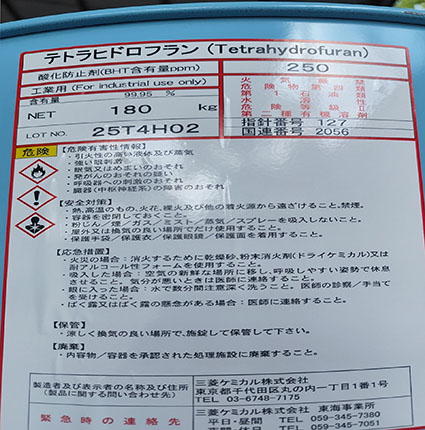 テトラヒドロフラン (Tetrahydrofuran)
酸化防止剤(BHT含有量ppm) 250
工業用 (For industrial use only)
含有量 99.95 %
NET 180 kg
LOT NO. 25T4H02
火気厳禁
危険物第四類
第1石油類
水溶性
危険等級Ⅱ
第二種有機溶剤
指針番号 127
国連番号 2056
危険
【危険有害性情報】
・引火性の高い液体及び蒸気
・強い眼刺激
・眠気又はめまいのおそれ
・発がんのおそれの疑い
・呼吸器への刺激のおそれ
・臓器(中枢神経系)の障害のおそれ
【安全対策】
・熱、高温のもの、火花、裸火及び他の着火源から遠ざけること。禁煙。
・容器を密閉しておくこと。
・粉じん/煙/ガス/ミスト/蒸気/スプレーを吸入しない。
・屋外又は換気の良い場所でだけ使用すること。
・保護手袋/保護衣/保護眼鏡/保護面を着用すること。
【応急措置】
・火災の場合:消火するために乾燥砂、粉末消火剤(ドライケミカル)又は
耐アルコール性フォームを使用すること。
・吸入した場合:空気の新鮮な場所に移し、呼吸しやすい姿勢で休息
させること。気分が悪いときは医師に連絡すること。
・眼に入った場合:水で数分間注意深く洗うこと。医師の診察/手当て
を受けること。
・ばく露又はばく露の懸念がある場合:医師に連絡すること。
【保管】
・涼しく換気の良い場所で、施錠して保管して下さい。
【廃棄】
・内容物/容器を承認された処理施設に廃棄すること。
製造者及び表示者の名称及び住所
(製品に関する問い合わせ先)
三菱ケミカル株式会社
東京都千代田区丸の内一丁目1番1号
TEL 03-6748-7175
緊急時の連絡先
三菱ケミカル株式会社 東海事業所
平日・昼間 TEL 059-345-7380
TEL 059-345-7051